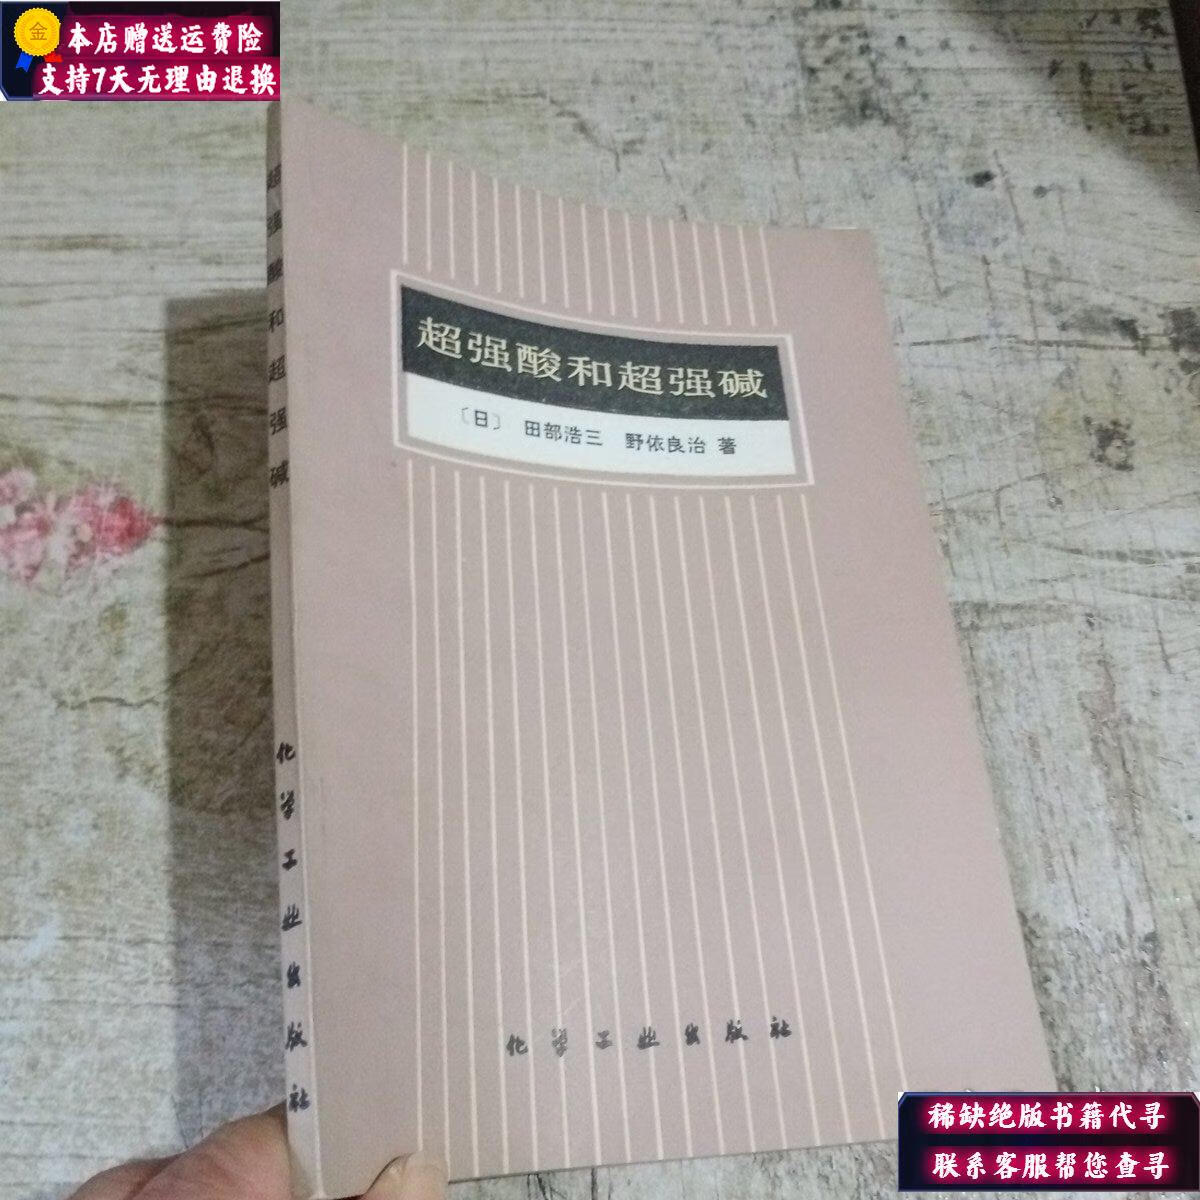 金
本店赠送运费险
支持7天无理由退换
超强酸和超强碱
〔日〕 田部浩三 野依良治 著
化学工业出版社
超强酸和超强碱
化学工业出版社
稀缺绝版书籍代寻
联系客服帮您查寻